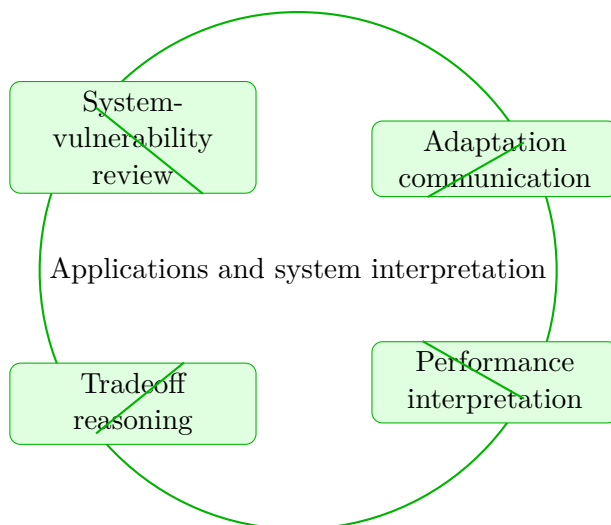 System-
vulnerability
review
Adaptation
communication
Applications and system interpretation
Tradeoff
reasoning
Performance
interpretation